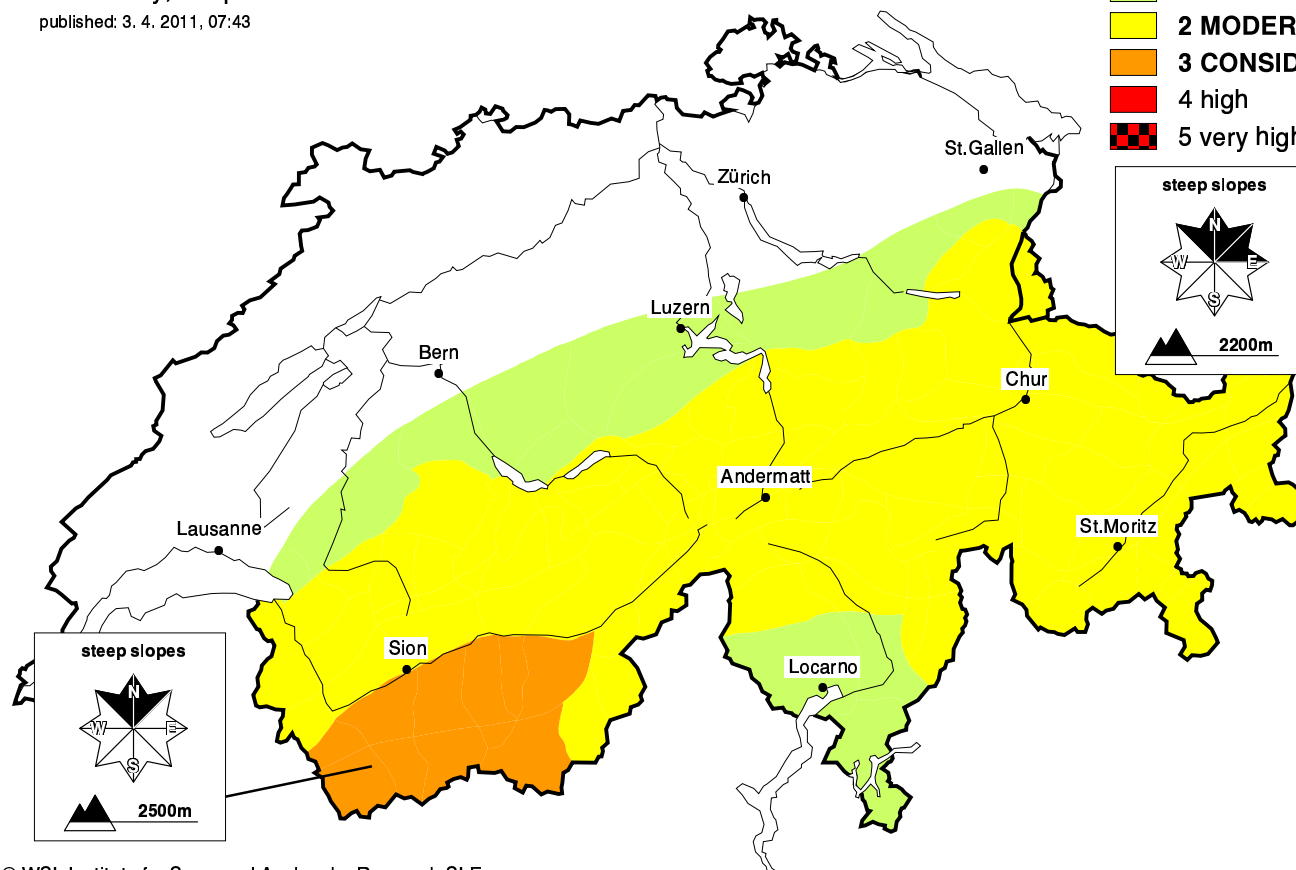 published: 3. 4. 2011, 07:43
2 MODER
3 CONSID
4 high
5 very high
St.Gallen
Zürich
steep slopes
N
W E
S
2200m
Luzern
Bern
Chur
Andermatt
St.Moritz
Lausanne
Sion
Locarno
steep slopes
N
W E
S
2500m